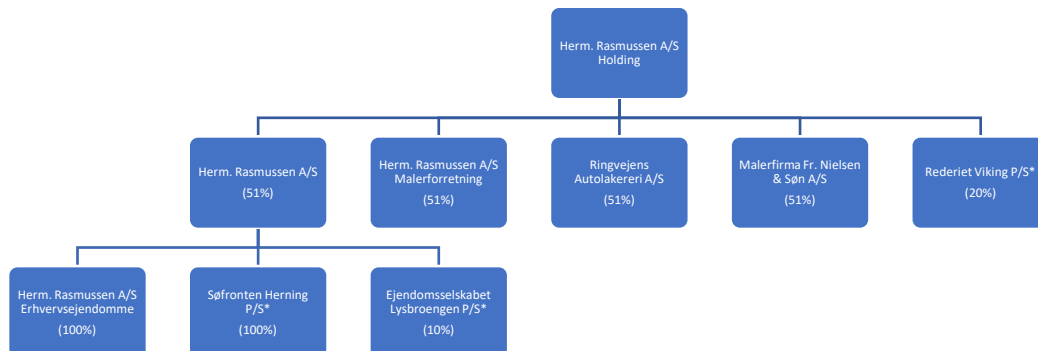 Herm. Rasmussen A/S
Holding
Herm. Rasmussen A/S
(51%)
Herm. Rasmussen A/S
Malerforretning
(51%)
Ringvejens
Autolakereri A/S
(51%)
Malerfirma Fr. Nielsen
& Søn A/S
(51%)
Rederiet Viking P/S*
(20%)
Herm. Rasmussen A/S
Erhvervsejendomme
(100%)
Søfronten Herning
P/S*
(100%)
Ejendomsselskabet
Lysbroengen P/S*
(10%)